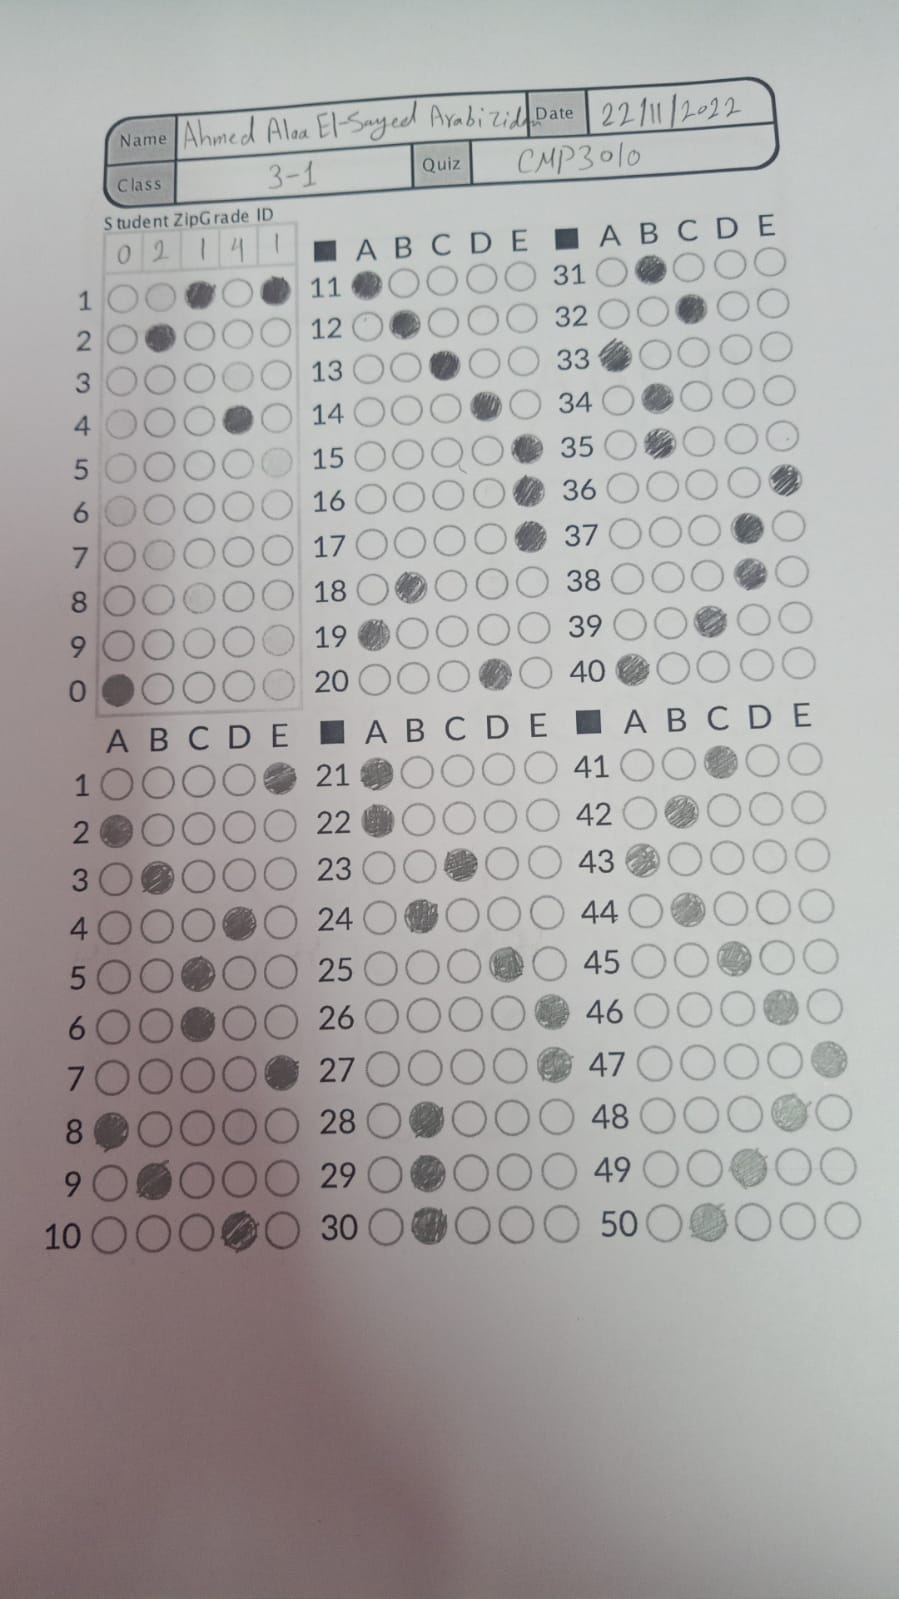 Name Ahmed Alaa El-Sayed Arabi Zidan Date 22/11/2022
Class 3-1 Quiz CMP3010
Student ZipGrade ID
0 2 1 4 1
A B C D E A B C D E
1 11 31
2 12 32
3 13 33
4 14 34
5 15 35
6 16 36
7 17 37
8 18 38
9 19 39
0 20 40
A B C D E A B C D E A B C D E
1 21 41
2 22 42
3 23 43
4 24 44
5 25 45
6 26 46
7 27 47
8 28 48
9 29 49
10 30 50